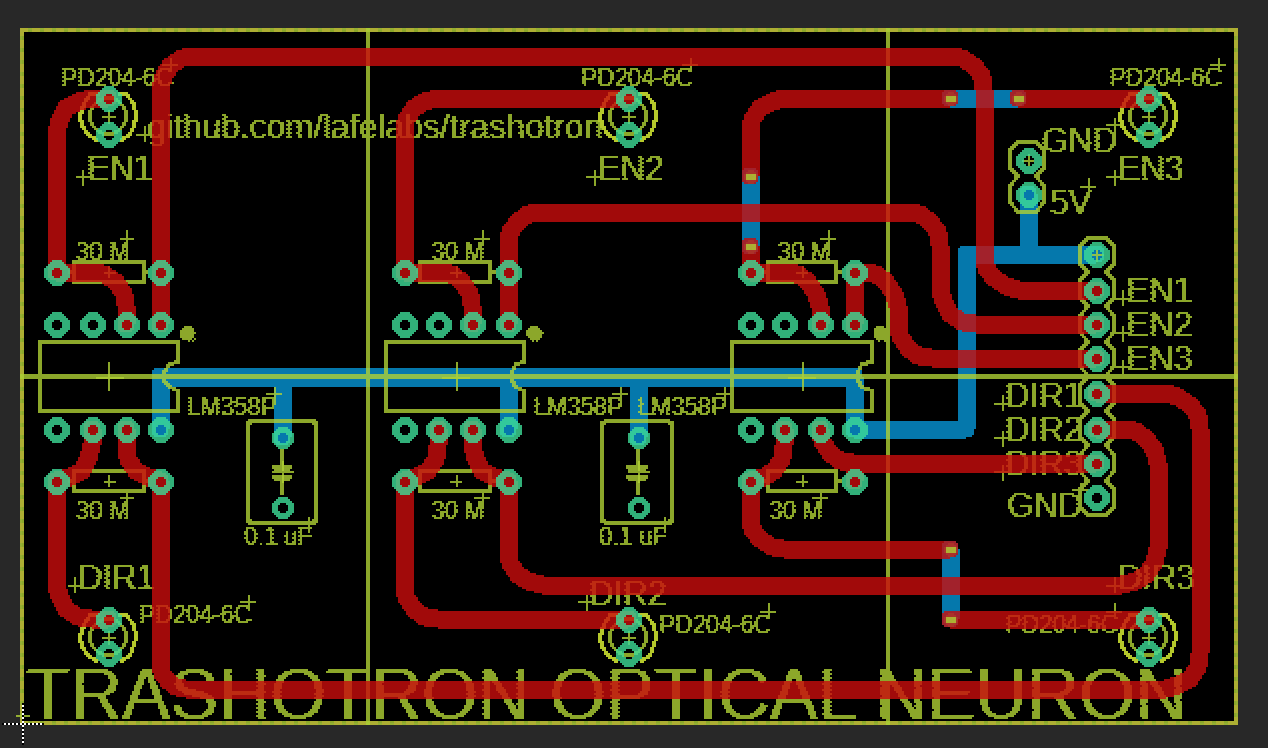 PD204-6C
PD204-6C
PD204-6C
github.com/lafelabs/trashotron
GND
EN1
EN2
EN3
5V
30 M
30 M
30 M
EN1
EN2
EN3
DIR1
LM358P
LM358P
LM358P
DIR2
DIR3
30 M
30 M
30 M
GND
0.1 uF
0.1 uF
DIR1
DIR2
DIR3
PD204-6C
PD204-6C
PD204-6C
TRASHOTRON OPTICAL NEURON